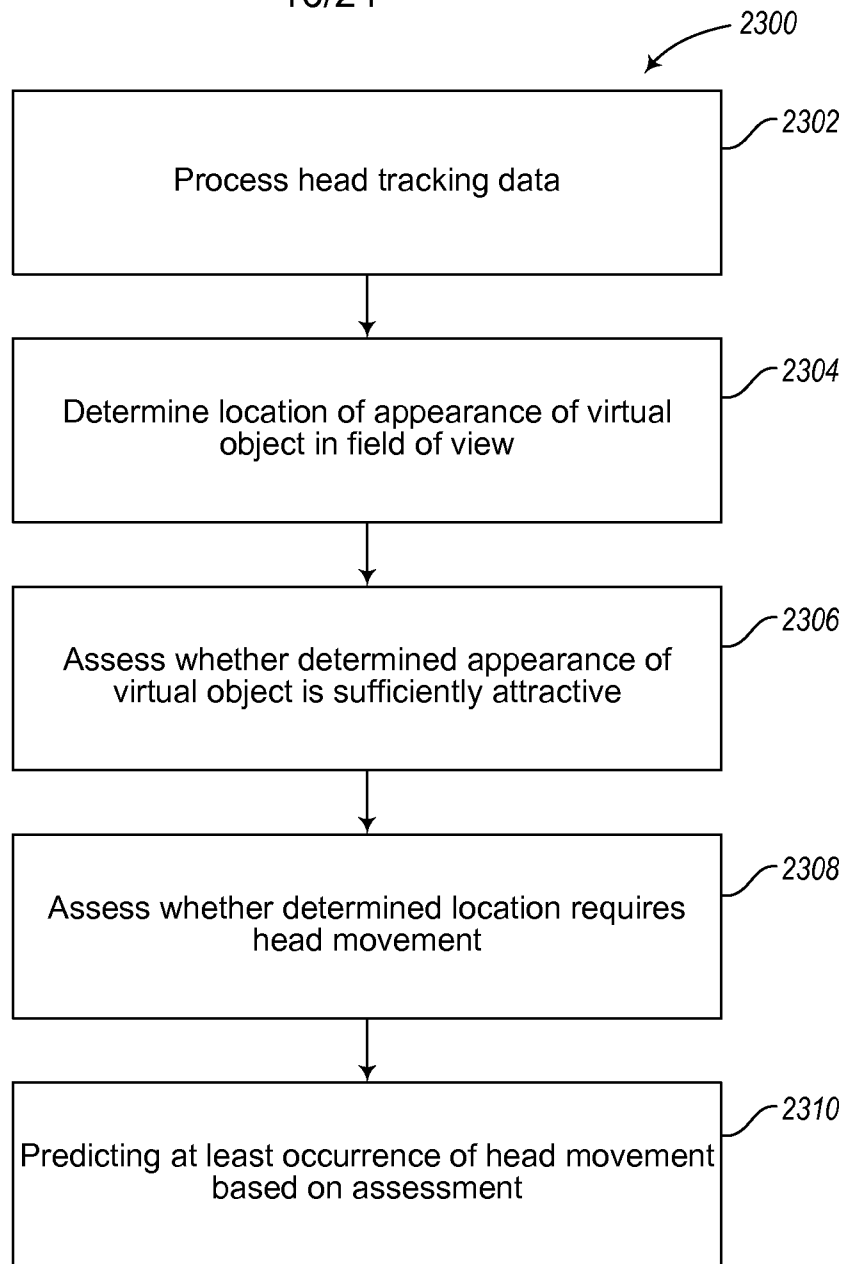 2300
2302
Process head tracking data
2304
Determine location of appearance of virtual
object in field of view
2306
Assess whether determined appearance of
virtual object is sufficiently attractive
2308
Assess whether determined location requires
head movement
2310
Predicting at least occurrence of head movement
based on assessment